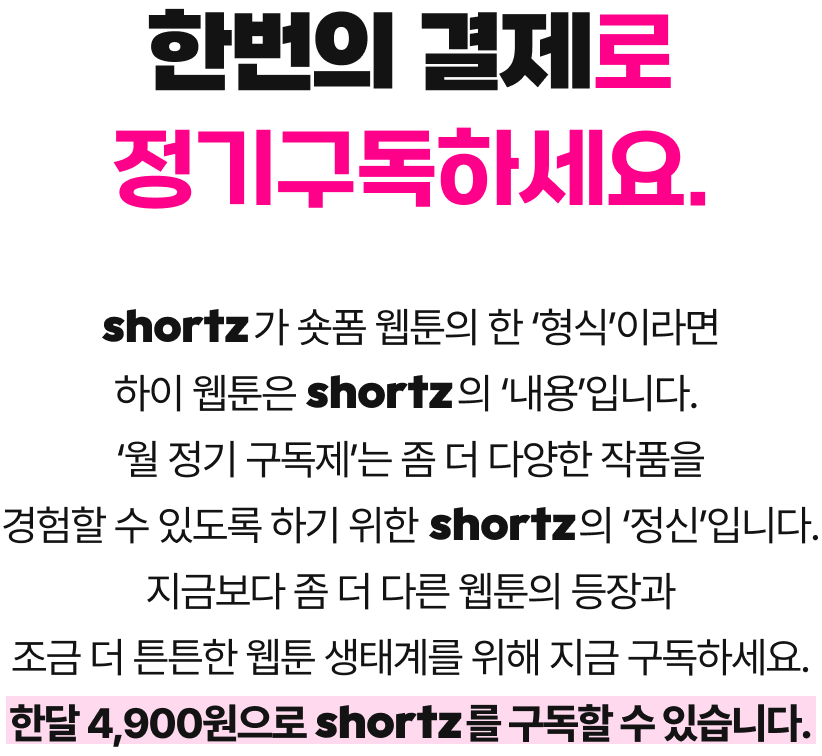 한번의 결제로
정기구독하세요.
shortz가 숏폼 웹툰의 한 ‘형식’이라면
하이 웹툰은 shortz의 ‘내용’입니다.
‘월 정기 구독제’는 좀 더 다양한 작품을
경험할 수 있도록 하기 위한 shortz의 ‘정신’입니다.
지금보다 좀 더 다른 웹툰의 등장과
조금 더 튼튼한 웹툰 생태계를 위해 지금 구독하세요.
한달 4,900원으로 shortz를 구독할 수 있습니다.